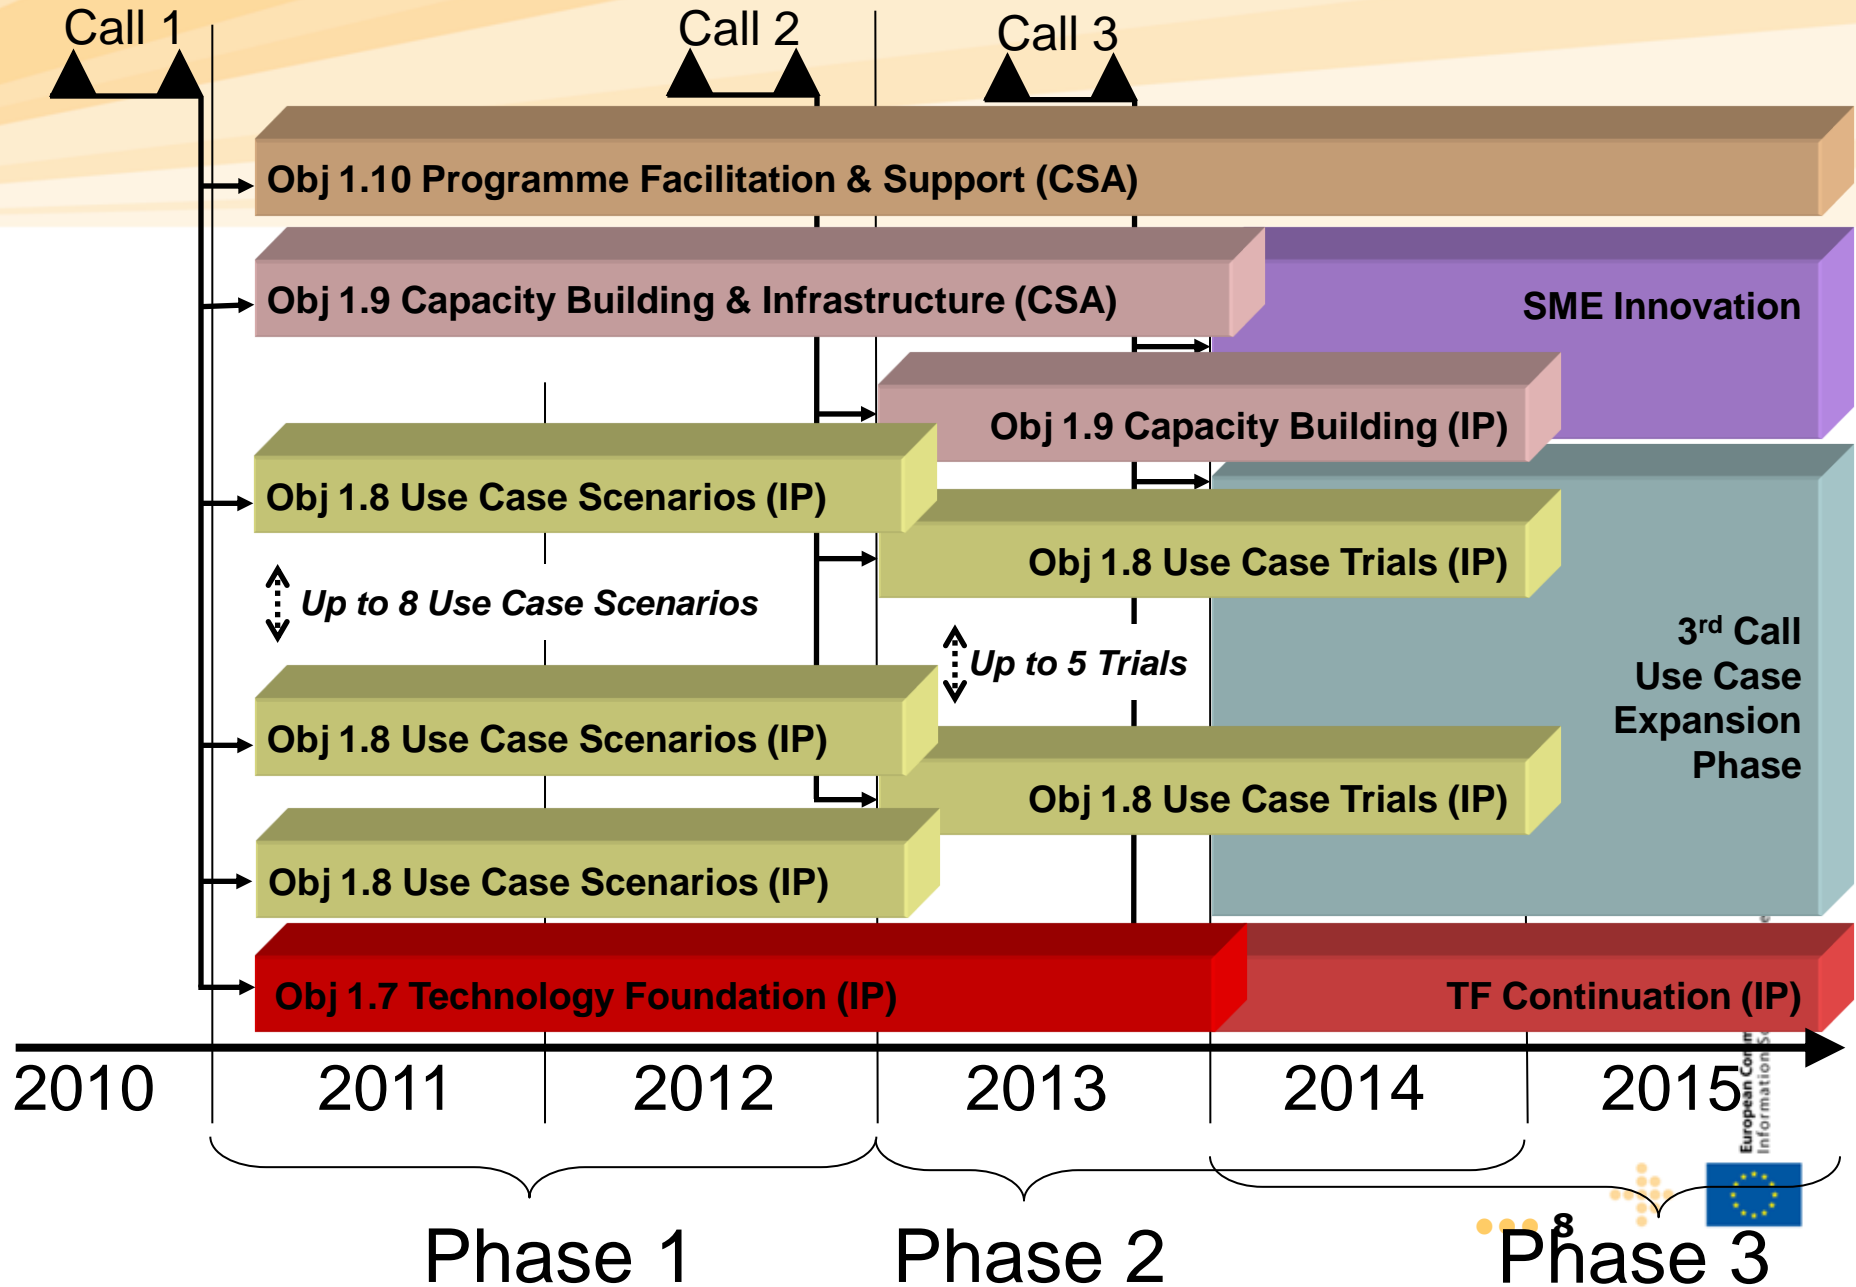 Call 1
Call 2
Call 3
Obj 1.10 Programme Facilitation & Support (CSA)
Obj 1.9 Capacity Building & Infrastructure (CSA)
SME Innovation
Obj 1.9 Capacity Building (IP)
Obj 1.8 Use Case Scenarios (IP)
Obj 1.8 Use Case Trials (IP)
Up to 8 Use Case Scenarios
Up to 5 Trials
3rd Call
Use Case
Expansion
Phase
Obj 1.8 Use Case Scenarios (IP)
Obj 1.8 Use Case Trials (IP)
Obj 1.8 Use Case Scenarios (IP)
Obj 1.7 Technology Foundation (IP)
TF Continuation (IP)
2010
2011
2012
2013
2014
2015
European
Information
8
Phase 1
Phase 2
Phase 3